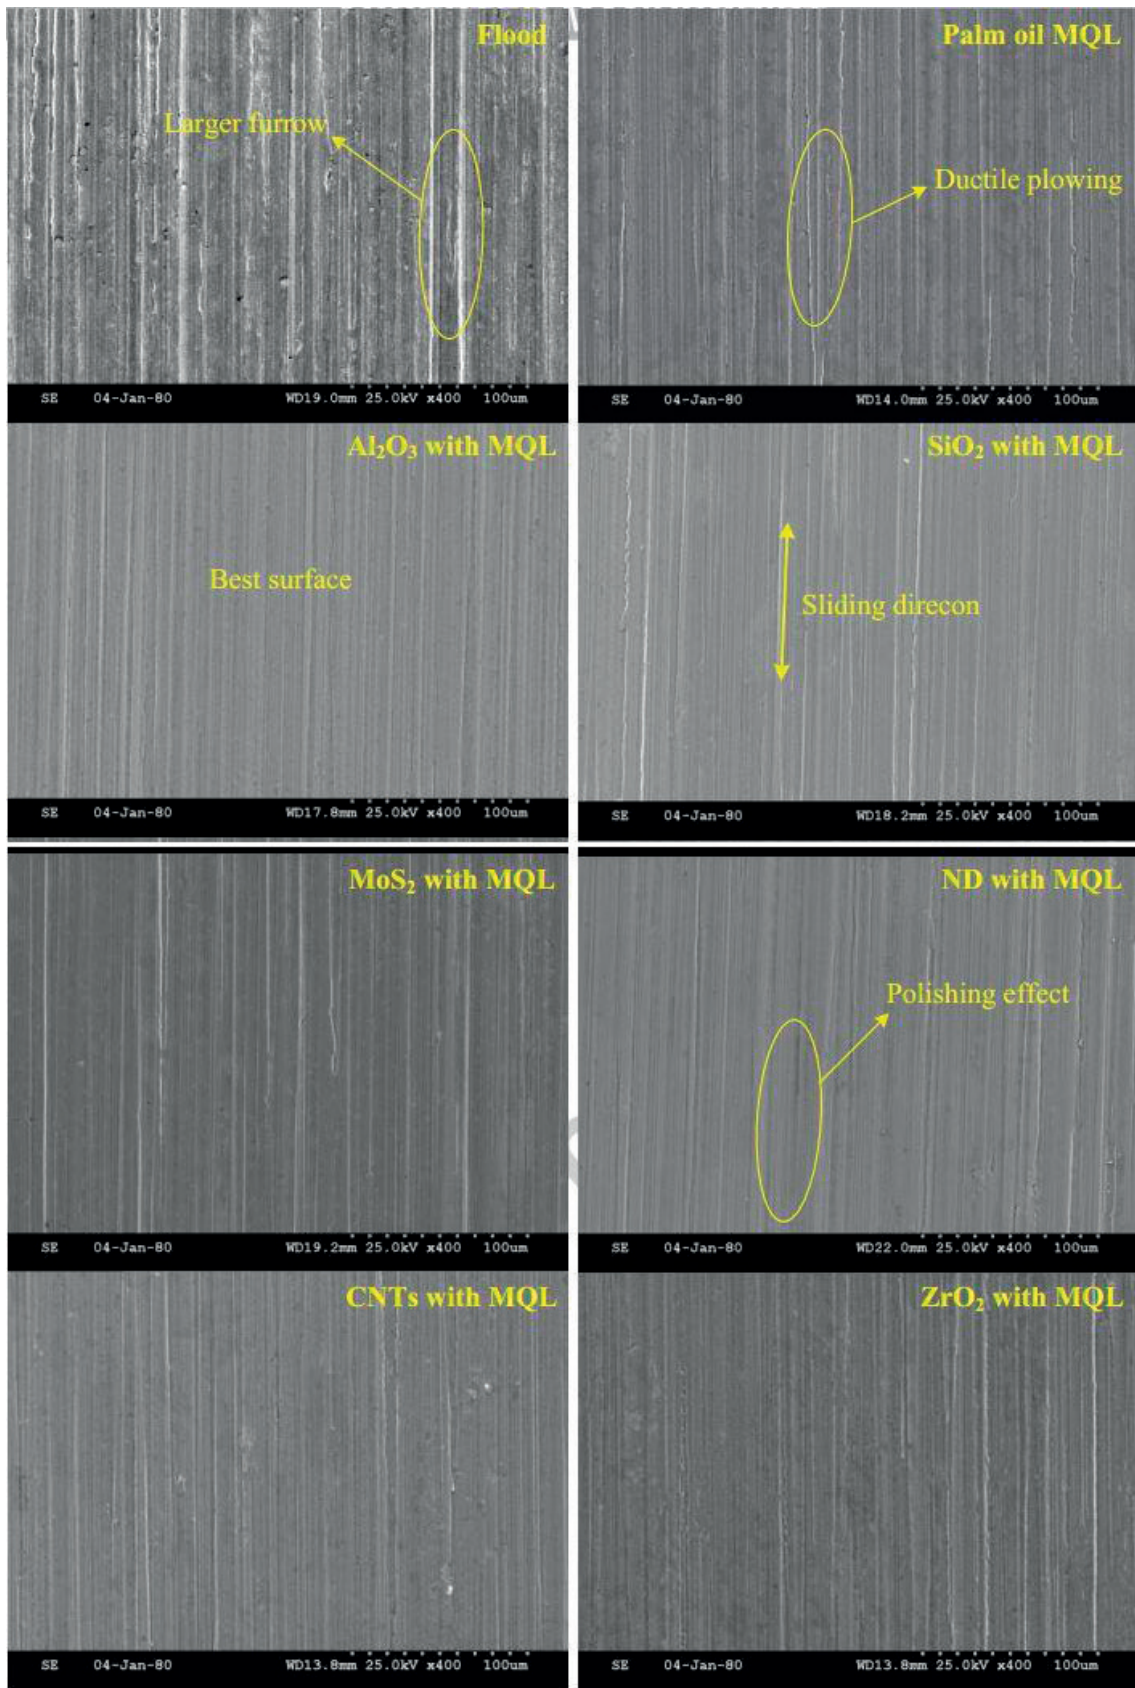 Flood
Larger furrow
SE 04-Jan-80 WD19.0mm 25.0kV x400 100um
Palm oil MQL
Ductile plowing
SE 04-Jan-80 WD14.0mm 25.0kV x400 100um
Al₂O₃ with MQL
Best surface
SE 04-Jan-80 WD17.8mm 25.0kV x400 100um
SiO₂ with MQL
Sliding direcon
SE 04-Jan-80 WD18.2mm 25.0kV x400 100um
MoS₂ with MQL
SE 04-Jan-80 WD19.2mm 25.0kV x400 100um
ND with MQL
Polishing effect
SE 04-Jan-80 WD22.0mm 25.0kV x400 100um
CNTs with MQL
SE 04-Jan-80 WD13.8mm 25.0kV x400 100um
ZrO₂ with MQL
SE 04-Jan-80 WD13.8mm 25.0kV x400 100um